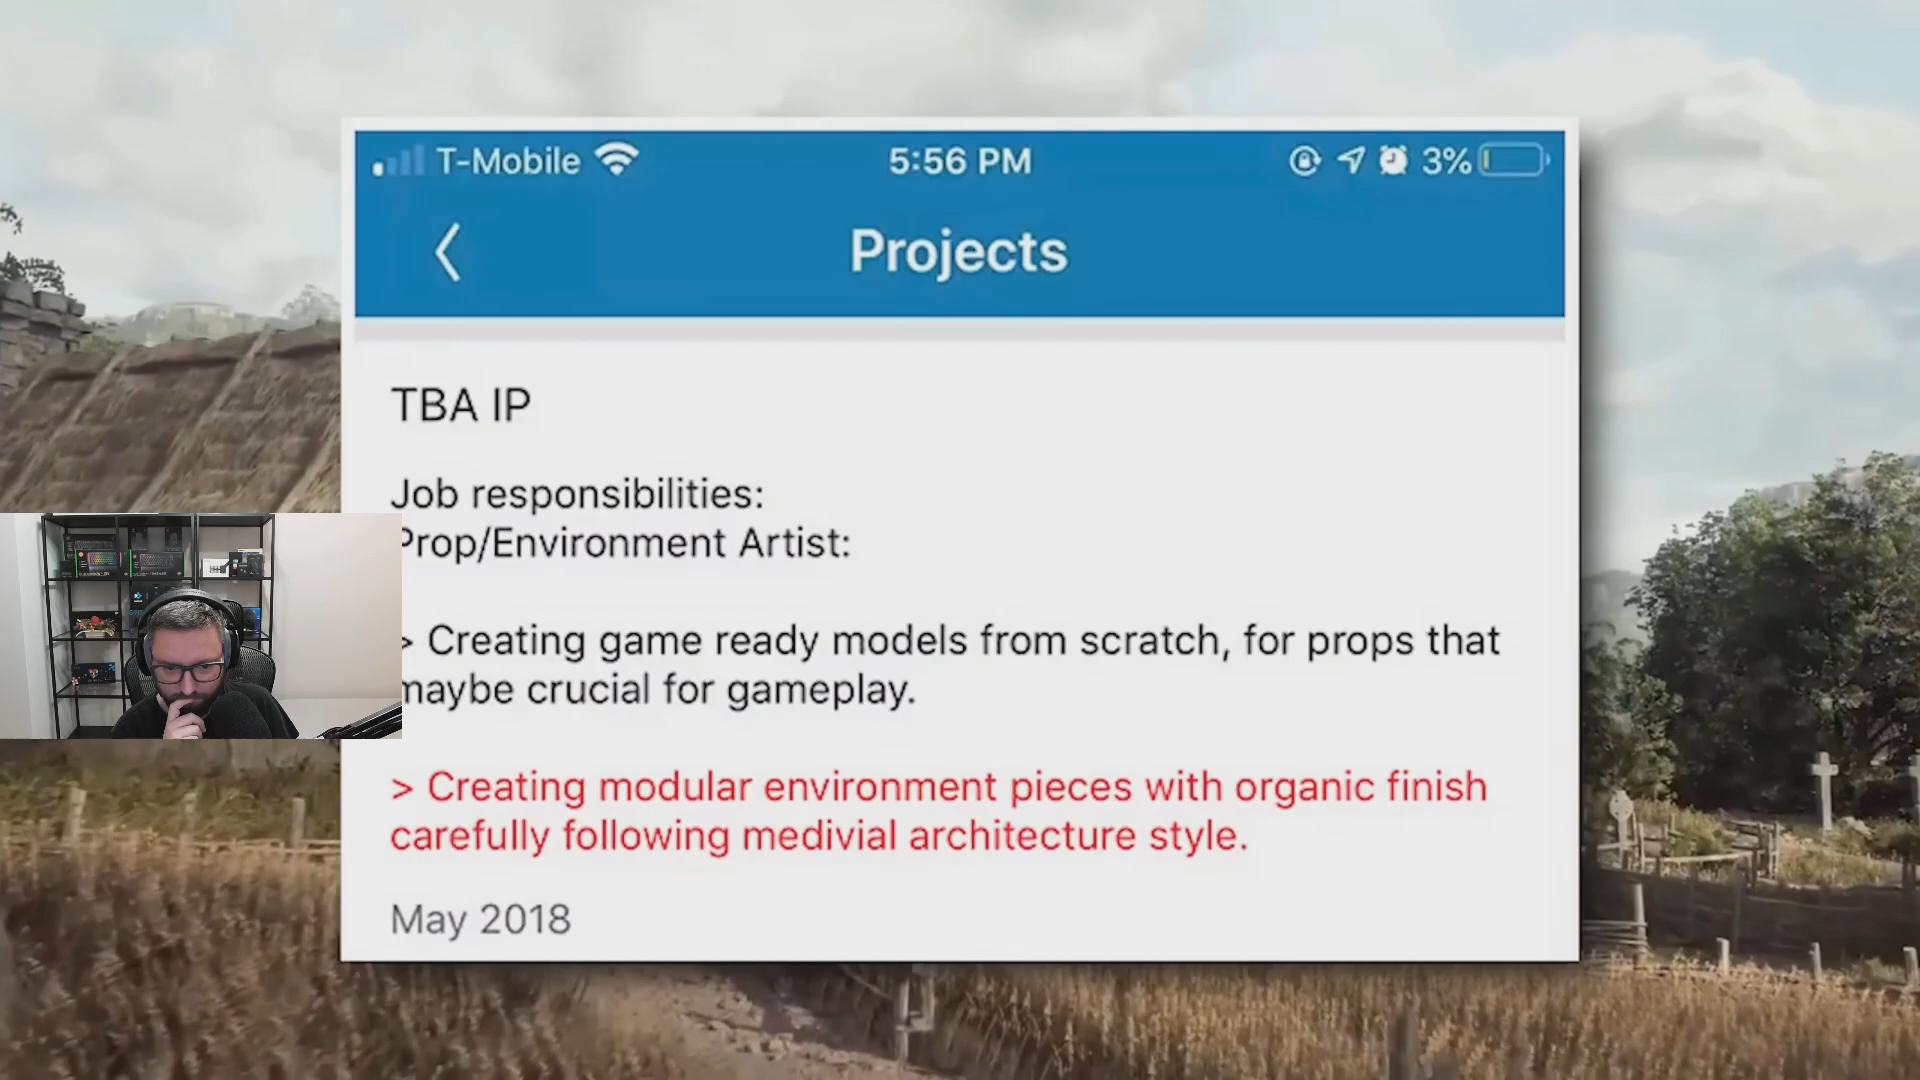 T-Mobile 5:56 PM 3%
Projects
TBA IP
Job responsibilities:
Prop/Environment Artist:
> Creating game ready models from scratch, for props that
maybe crucial for gameplay.
> Creating modular environment pieces with organic finish
carefully following medivial architecture style.
May 2018